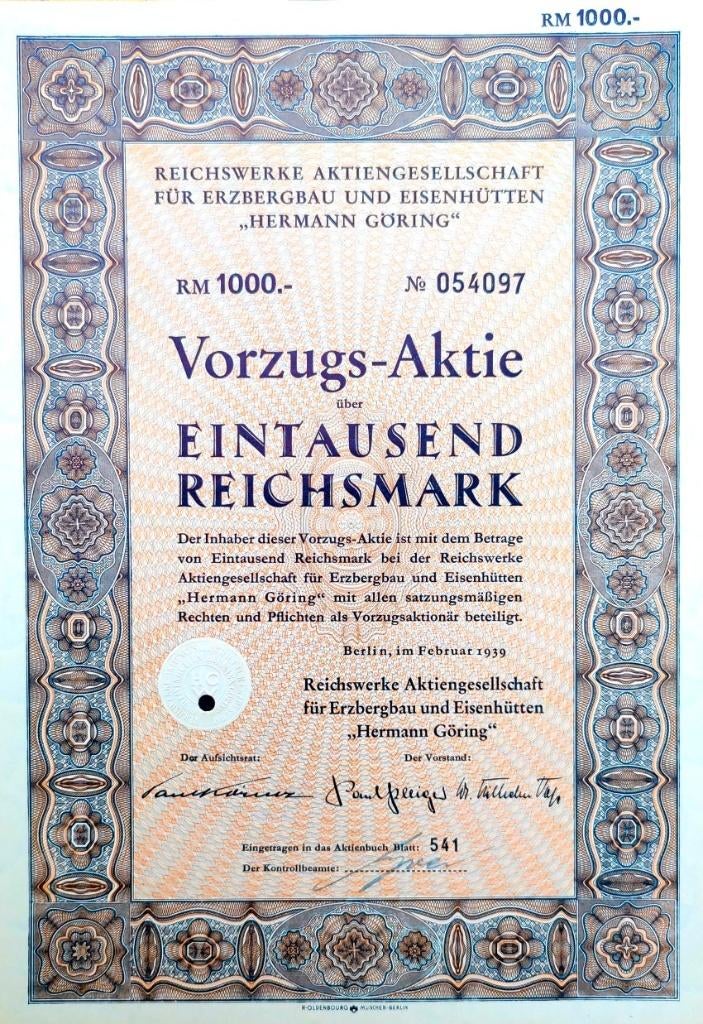 RM 1000.-
REICHSWERKE AKTIENGESELLSCHAFT
FÜR ERZBERGBAU UND EISENHÜTTEN
„HERMANN GÖRING“
RM 1000.- № 054097
Vorzugs-Aktie
über
EINTAUSEND
REICHSMARK
Der Inhaber dieser Vorzugs-Aktie ist mit dem Betrage
von Eintausend Reichsmark bei der Reichswerke
Aktiengesellschaft für Erzbergbau und Eisenhütten
„Hermann Göring“ mit allen satzungsmäßigen
Rechten und Pflichten als Vorzugsaktionär beteiligt.
Berlin, im Februar 1939
Reichswerke Aktiengesellschaft
für Erzbergbau und Eisenhütten
„Hermann Göring“
Der Aufsichtsrat: Der Vorstand:
Eingetragen in das Aktienbuch Blatt: 541
Der Kontrollbeamte:
R·OLDENBOURG MÜNCHEN-BERLIN